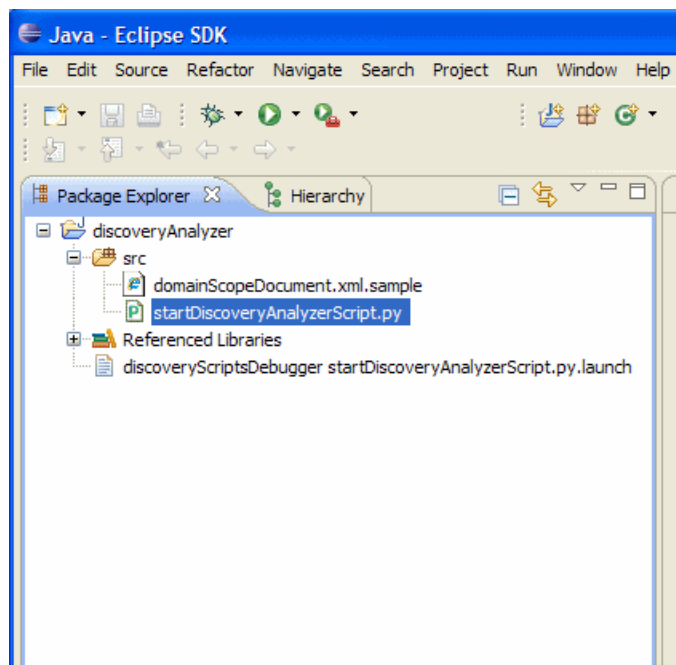 Java - Eclipse SDK
File Edit Source Refactor Navigate Search Project Run Window Help
Package Explorer Hierarchy
discoveryAnalyzer
src
domainScopeDocument.xml.sample
startDiscoveryAnalyzerScript.py
Referenced Libraries
discoveryScriptsDebugger startDiscoveryAnalyzerScript.py.launch